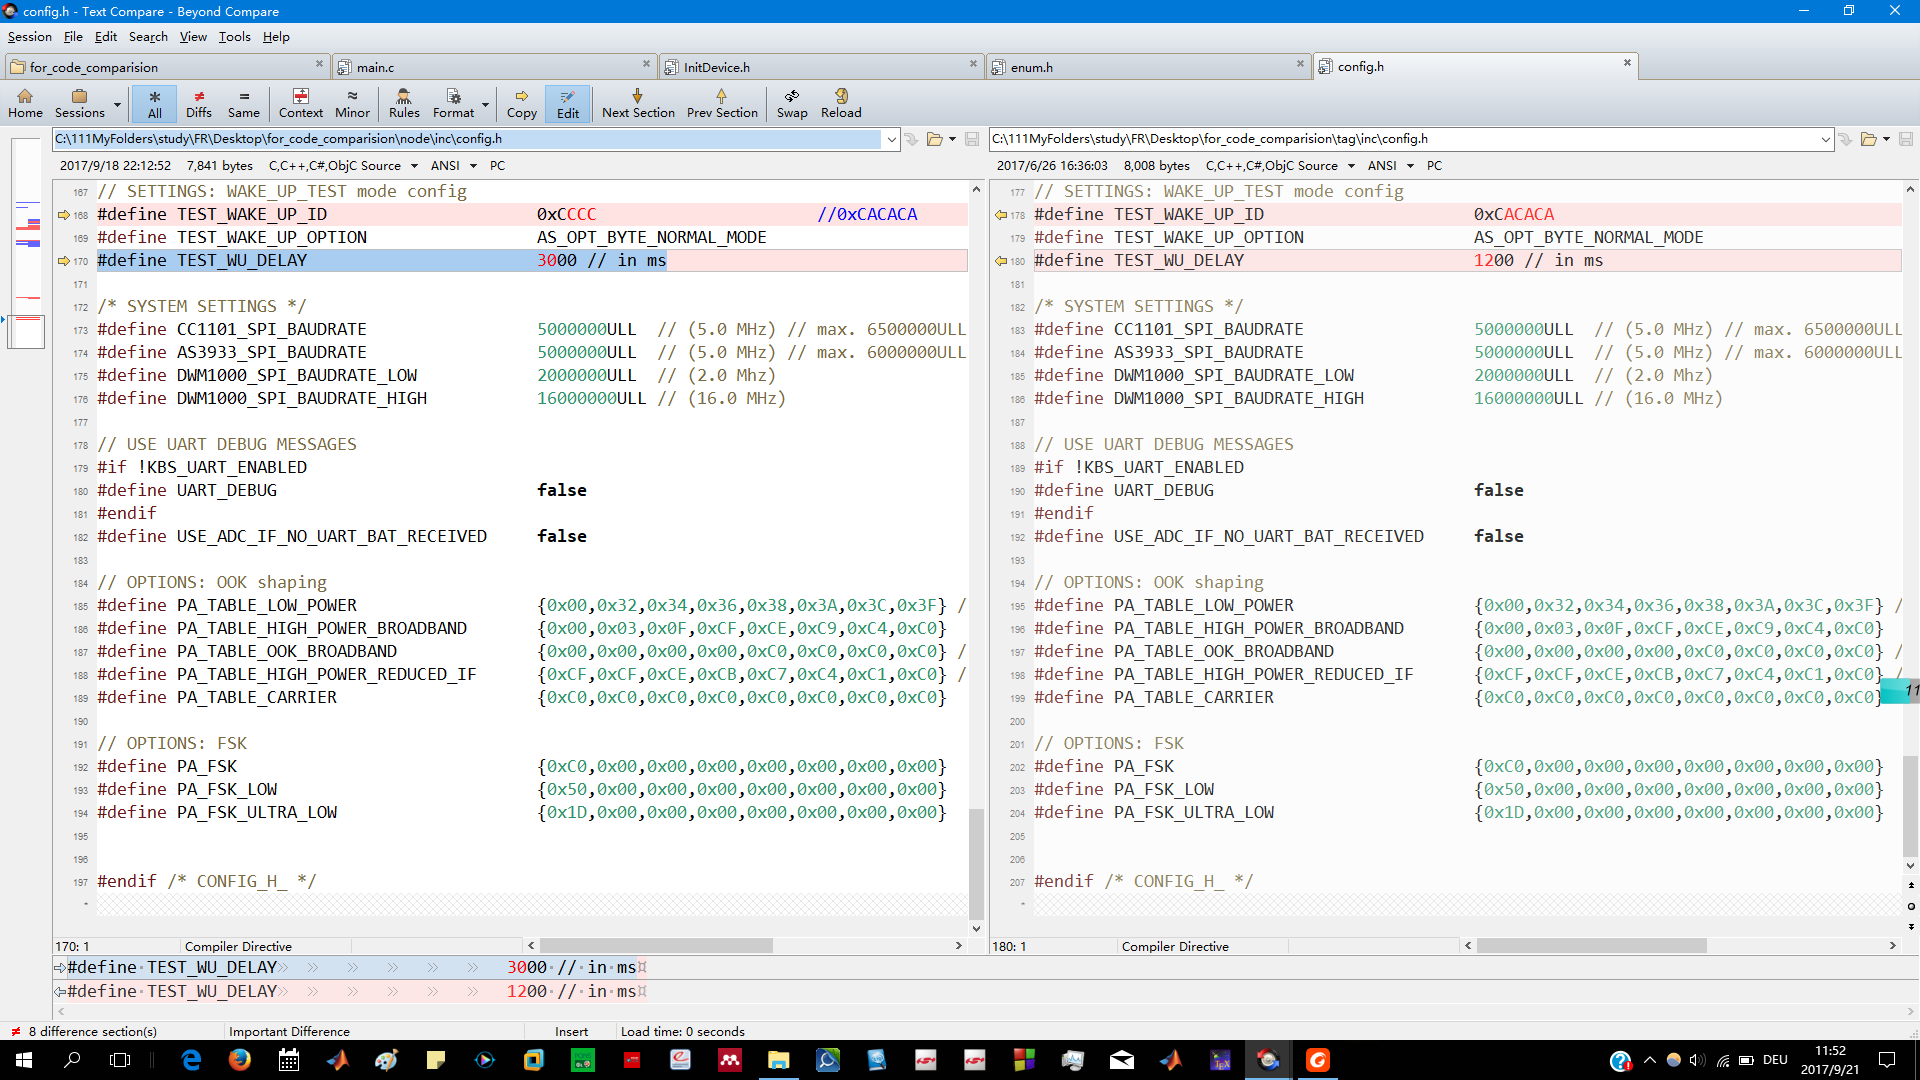 config.h - Text Compare - Beyond Compare
Session File Edit Search View Tools Help
for_code_comparision main.c InitDevice.h enum.h config.h
Home Sessions All Diffs Same Context Minor Rules Format Copy Edit Next Section Prev Section Swap Reload
C:\111MyFolders\study\FR\Desktop\for_code_comparision\node\inc\config.h
2017/9/18 22:12:52 7,841 bytes C,C++,C#,ObjC Source ANSI PC
167 // SETTINGS: WAKE_UP_TEST mode config
168 #define TEST_WAKE_UP_ID 0xCCCC //0xCACACA
169 #define TEST_WAKE_UP_OPTION AS_OPT_BYTE_NORMAL_MODE
170 #define TEST_WU_DELAY 3000 // in ms
171
172 /* SYSTEM SETTINGS */
173 #define CC1101_SPI_BAUDRATE 5000000ULL // (5.0 MHz) // max. 6500000ULL
174 #define AS3933_SPI_BAUDRATE 5000000ULL // (5.0 MHz) // max. 6000000ULL
175 #define DWM1000_SPI_BAUDRATE_LOW 2000000ULL // (2.0 Mhz)
176 #define DWM1000_SPI_BAUDRATE_HIGH 16000000ULL // (16.0 MHz)
177
178 // USE UART DEBUG MESSAGES
179 #if !KBS_UART_ENABLED
180 #define UART_DEBUG false
181 #endif
182 #define USE_ADC_IF_NO_UART_BAT_RECEIVED false
183
184 // OPTIONS: OOK shaping
185 #define PA_TABLE_LOW_POWER {0x00,0x32,0x34,0x36,0x38,0x3A,0x3C,0x3F} /
186 #define PA_TABLE_HIGH_POWER_BROADBAND {0x00,0x03,0x0F,0xCF,0xCE,0xC9,0xC4,0xC0}
187 #define PA_TABLE_OOK_BROADBAND {0x00,0x00,0x00,0x00,0xC0,0xC0,0xC0,0xC0} /
188 #define PA_TABLE_HIGH_POWER_REDUCED_IF {0xCF,0xCF,0xCE,0xCB,0xC7,0xC4,0xC1,0xC0} /
189 #define PA_TABLE_CARRIER {0xC0,0xC0,0xC0,0xC0,0xC0,0xC0,0xC0,0xC0}
190
191 // OPTIONS: FSK
192 #define PA_FSK {0xC0,0x00,0x00,0x00,0x00,0x00,0x00,0x00}
193 #define PA_FSK_LOW {0x50,0x00,0x00,0x00,0x00,0x00,0x00,0x00}
194 #define PA_FSK_ULTRA_LOW {0x1D,0x00,0x00,0x00,0x00,0x00,0x00,0x00}
195
196
197 #endif /* CONFIG_H_ */
170: 1 Compiler Directive
C:\111MyFolders\study\FR\Desktop\for_code_comparision\tag\inc\config.h
2017/6/26 16:36:03 8,008 bytes C,C++,C#,ObjC Source ANSI PC
177 // SETTINGS: WAKE_UP_TEST mode config
178 #define TEST_WAKE_UP_ID 0xCACACA
179 #define TEST_WAKE_UP_OPTION AS_OPT_BYTE_NORMAL_MODE
180 #define TEST_WU_DELAY 1200 // in ms
181
182 /* SYSTEM SETTINGS */
183 #define CC1101_SPI_BAUDRATE 5000000ULL // (5.0 MHz) // max. 6500000ULL
184 #define AS3933_SPI_BAUDRATE 5000000ULL // (5.0 MHz) // max. 6000000ULL
185 #define DWM1000_SPI_BAUDRATE_LOW 2000000ULL // (2.0 Mhz)
186 #define DWM1000_SPI_BAUDRATE_HIGH 16000000ULL // (16.0 MHz)
187
188 // USE UART DEBUG MESSAGES
189 #if !KBS_UART_ENABLED
190 #define UART_DEBUG false
191 #endif
192 #define USE_ADC_IF_NO_UART_BAT_RECEIVED false
193
194 // OPTIONS: OOK shaping
195 #define PA_TABLE_LOW_POWER {0x00,0x32,0x34,0x36,0x38,0x3A,0x3C,0x3F} /
196 #define PA_TABLE_HIGH_POWER_BROADBAND {0x00,0x03,0x0F,0xCF,0xCE,0xC9,0xC4,0xC0}
197 #define PA_TABLE_OOK_BROADBAND {0x00,0x00,0x00,0x00,0xC0,0xC0,0xC0,0xC0} /
198 #define PA_TABLE_HIGH_POWER_REDUCED_IF {0xCF,0xCF,0xCE,0xCB,0xC7,0xC4,0xC1,0xC0} /
199 #define PA_TABLE_CARRIER {0xC0,0xC0,0xC0,0xC0,0xC0,0xC0,0xC0,0xC0}
200
201 // OPTIONS: FSK
202 #define PA_FSK {0xC0,0x00,0x00,0x00,0x00,0x00,0x00,0x00}
203 #define PA_FSK_LOW {0x50,0x00,0x00,0x00,0x00,0x00,0x00,0x00}
204 #define PA_FSK_ULTRA_LOW {0x1D,0x00,0x00,0x00,0x00,0x00,0x00,0x00}
205
206
207 #endif /* CONFIG_H_ */
11
180: 1 Compiler Directive
#define·TEST_WU_DELAY» » » » » » » 3000·//·in·ms¤
#define·TEST_WU_DELAY» » » » » » » 1200·//·in·ms¤
8 difference section(s) Important Difference Insert Load time: 0 seconds
DEU 11:52
2017/9/21